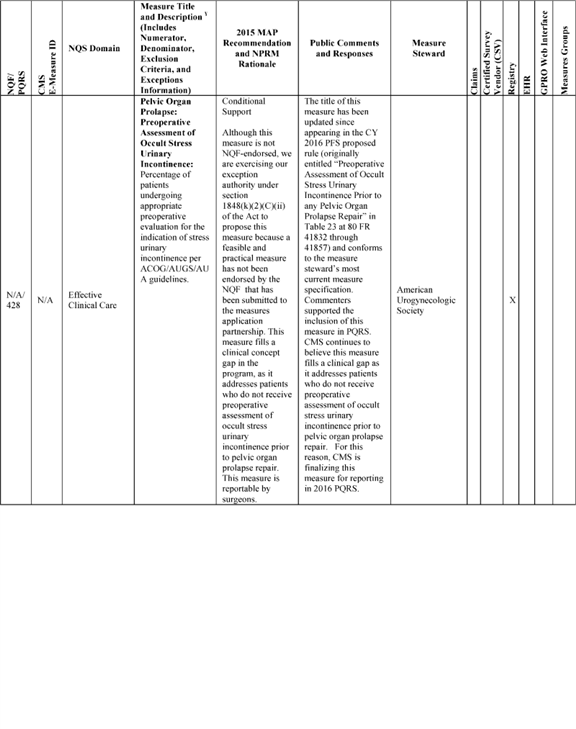 NQF/
PQRS
CMS
E-Measure ID
NQS Domain
Measure Title
and Description ¥
(Includes
Numerator,
Denominator,
Exclusion
Criteria, and
Exceptions
Information)
2015 MAP
Recommendation
and NPRM
Rationale
Public Comments
and Responses
Measure
Steward
Claims
Certified Survey
Vendor (CSV)
Registry
EHR
GPRO Web Interface
Measures Groups
N/A/
428
N/A
Effective
Clinical Care
Pelvic Organ
Prolapse:
Preoperative
Assessment of
Occult Stress
Urinary
Incontinence:
Percentage of
patients
undergoing
appropriate
preoperative
evaluation for the
indication of stress
urinary
incontinence per
ACOG/AUGS/AU
A guidelines.
Conditional
Support
Although this
measure is not
NQF-endorsed, we
are exercising our
exception
authority under
section
1848(k)(2)(C)(ii)
of the Act to
propose this
measure because a
feasible and
practical measure
has not been
endorsed by the
NQF that has
been submitted to
the measures
application
partnership. This
measure fills a
clinical concept
gap in the
program, as it
addresses patients
who do not receive
preoperative
assessment of
occult stress
urinary
incontinence prior
to pelvic organ
prolapse repair.
This measure is
reportable by
surgeons.
The title of this
measure has been
updated since
appearing in the CY
2016 PFS proposed
rule (originally
entitled “Preoperative
Assessment of Occult
Stress Urinary
Incontinence Prior to
any Pelvic Organ
Prolapse Repair” in
Table 23 at 80 FR
41832 through
41857) and conforms
to the measure
steward’s most
current measure
specification.
Commenters
supported the
inclusion of this
measure in PQRS.
CMS continues to
believe this measure
fills a clinical gap as
it addresses patients
who do not receive
preoperative
assessment of occult
stress urinary
incontinence prior to
pelvic organ prolapse
repair. For this
reason, CMS is
finalizing this
measure for reporting
in 2016 PQRS.
American
Urogynecologic
Society
X